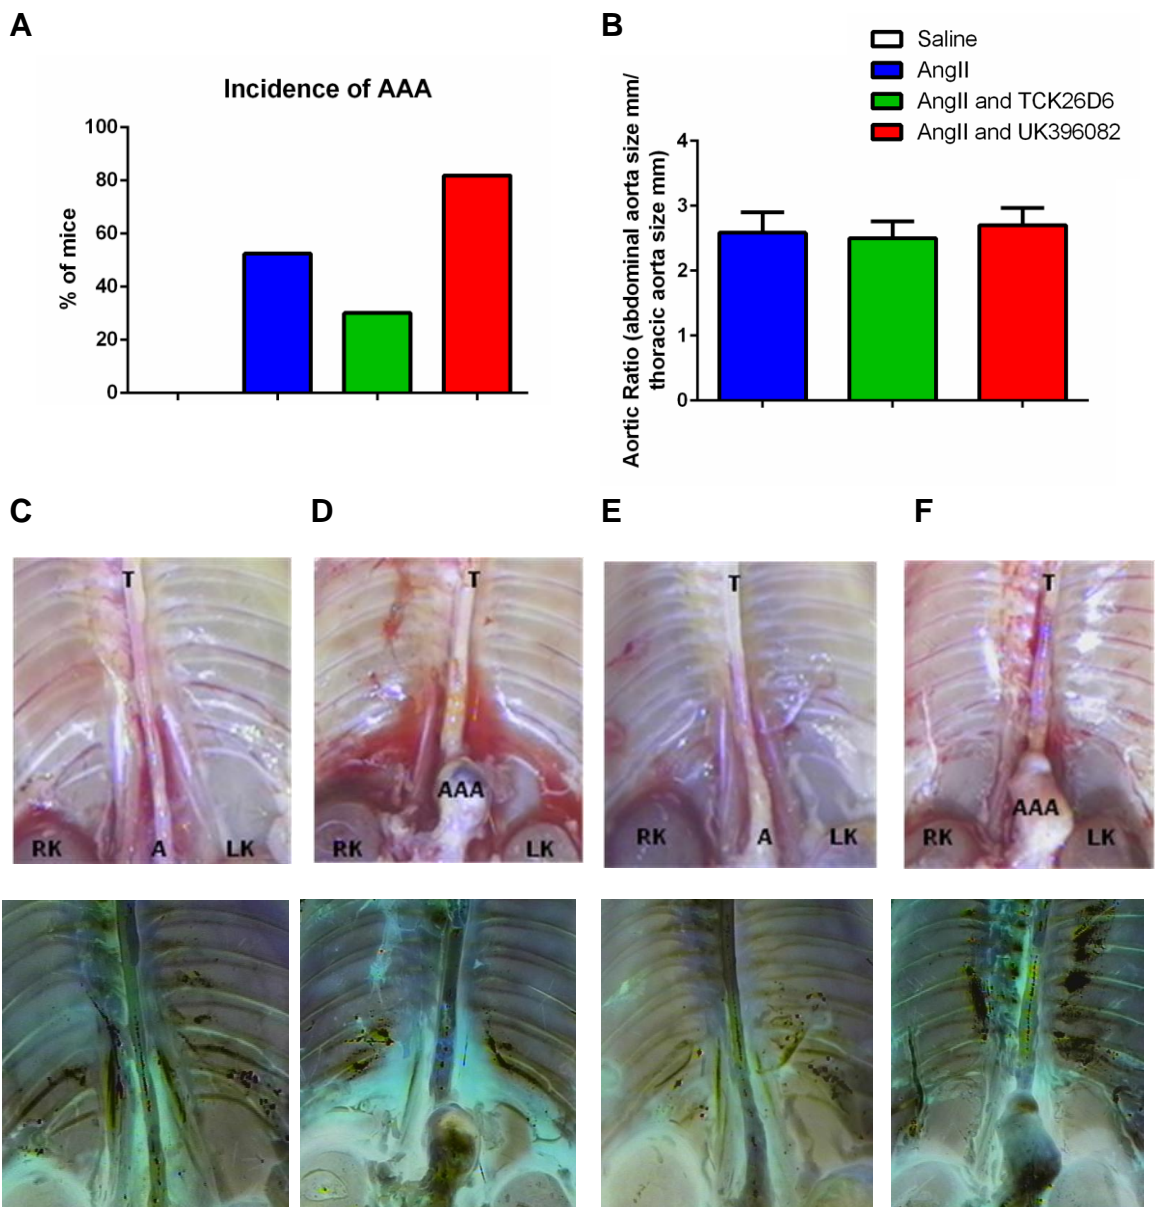 A
Incidence of AAA
% of mice
100
80
60
40
20
0
B
Saline
AngII
AngII and TCK26D6
AngII and UK396082
Aortic Ratio (abdominal aorta size mm/
thoracic aorta size mm)
4
3
2
1
0
C
T
RK A LK
D
T
AAA
RK LK
E
T
RK A LK
F
T
AAA
RK LK